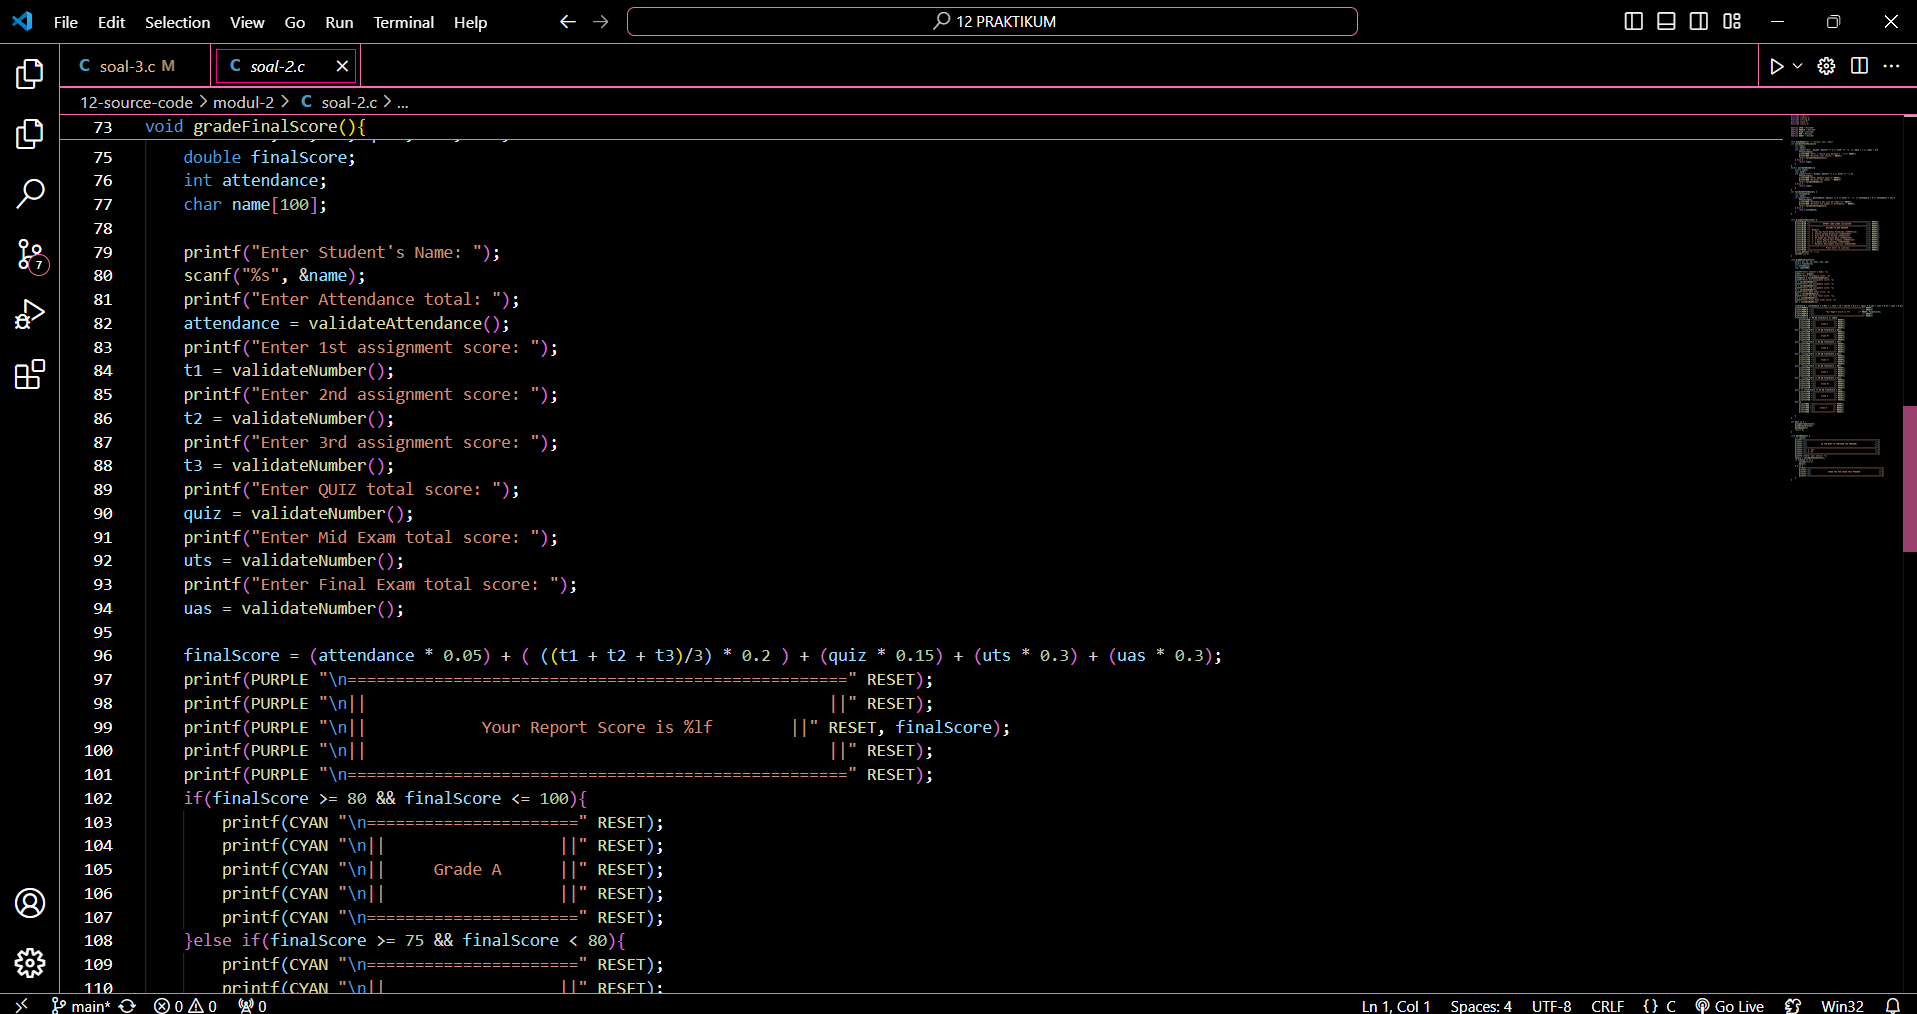 File Edit Selection View Go Run Terminal Help
12 PRAKTIKUM
C soal-3.c M
C soal-2.c
12-source-code > modul-2 > C soal-2.c > ...
73 void gradeFinalScore(){
75 double finalScore;
76 int attendance;
77 char name[100];
78
79 printf("Enter Student's Name: ");
80 scanf("%s", &name);
81 printf("Enter Attendance total: ");
82 attendance = validateAttendance();
83 printf("Enter 1st assignment score: ");
84 t1 = validateNumber();
85 printf("Enter 2nd assignment score: ");
86 t2 = validateNumber();
87 printf("Enter 3rd assignment score: ");
88 t3 = validateNumber();
89 printf("Enter QUIZ total score: ");
90 quiz = validateNumber();
91 printf("Enter Mid Exam total score: ");
92 uts = validateNumber();
93 printf("Enter Final Exam total score: ");
94 uas = validateNumber();
95
96 finalScore = (attendance * 0.05) + ( ((t1 + t2 + t3)/3) * 0.2 ) + (quiz * 0.15) + (uts * 0.3) + (uas * 0.3);
97 printf(PURPLE "\n====================================================" RESET);
98 printf(PURPLE "\n||                                                ||" RESET);
99 printf(PURPLE "\n||            Your Report Score is %lf        ||" RESET, finalScore);
100 printf(PURPLE "\n||                                                ||" RESET);
101 printf(PURPLE "\n====================================================" RESET);
102 if(finalScore >= 80 && finalScore <= 100){
103 printf(CYAN "\n======================" RESET);
104 printf(CYAN "\n||                  ||" RESET);
105 printf(CYAN "\n||     Grade A      ||" RESET);
106 printf(CYAN "\n||                  ||" RESET);
107 printf(CYAN "\n======================" RESET);
108 }else if(finalScore >= 75 && finalScore < 80){
109 printf(CYAN "\n======================" RESET);
110 printf(CYAN "\n||                  ||" RESET);
7
main* 0 0 0
Ln 1, Col 1 Spaces: 4 UTF-8 CRLF {} C Go Live Win32